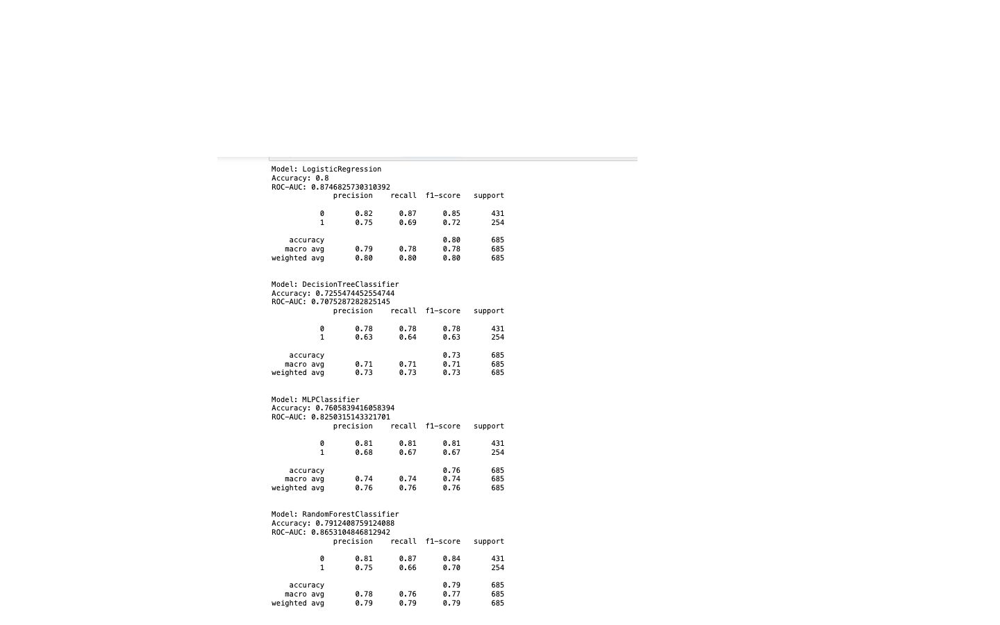 Model: LogisticRegression
Accuracy: 0.8
ROC-AUC: 0.8746825730310392
precision recall f1-score support
0 0.82 0.87 0.85 431
1 0.75 0.69 0.72 254
accuracy 0.80 685
macro avg 0.79 0.78 0.78 685
weighted avg 0.80 0.80 0.80 685
Model: DecisionTreeClassifier
Accuracy: 0.7255474452554744
ROC-AUC: 0.7075287282825145
precision recall f1-score support
0 0.78 0.78 0.78 431
1 0.63 0.64 0.63 254
accuracy 0.73 685
macro avg 0.71 0.71 0.71 685
weighted avg 0.73 0.73 0.73 685
Model: MLPClassifier
Accuracy: 0.7605839416058394
ROC-AUC: 0.8250315143321701
precision recall f1-score support
0 0.81 0.81 0.81 431
1 0.68 0.67 0.67 254
accuracy 0.76 685
macro avg 0.74 0.74 0.74 685
weighted avg 0.76 0.76 0.76 685
Model: RandomForestClassifier
Accuracy: 0.7912408759124088
ROC-AUC: 0.8653104846812942
precision recall f1-score support
0 0.81 0.87 0.84 431
1 0.75 0.66 0.70 254
accuracy 0.79 685
macro avg 0.78 0.76 0.77 685
weighted avg 0.79 0.79 0.79 685